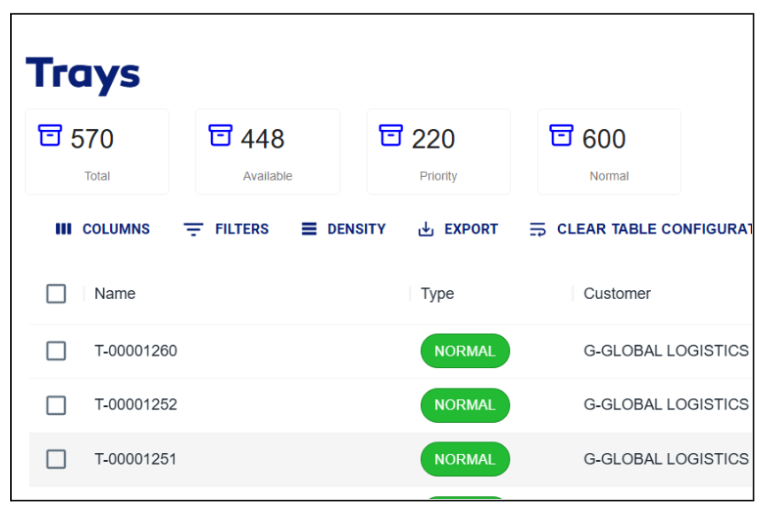 Trays
570 448 220 600
Total Available Priority Normal
COLUMNS FILTERS DENSITY EXPORT CLEAR TABLE CONFIGURAT
Name Type Customer
T-00001260 NORMAL G-GLOBAL LOGISTICS
T-00001252 NORMAL G-GLOBAL LOGISTICS
T-00001251 NORMAL G-GLOBAL LOGISTICS